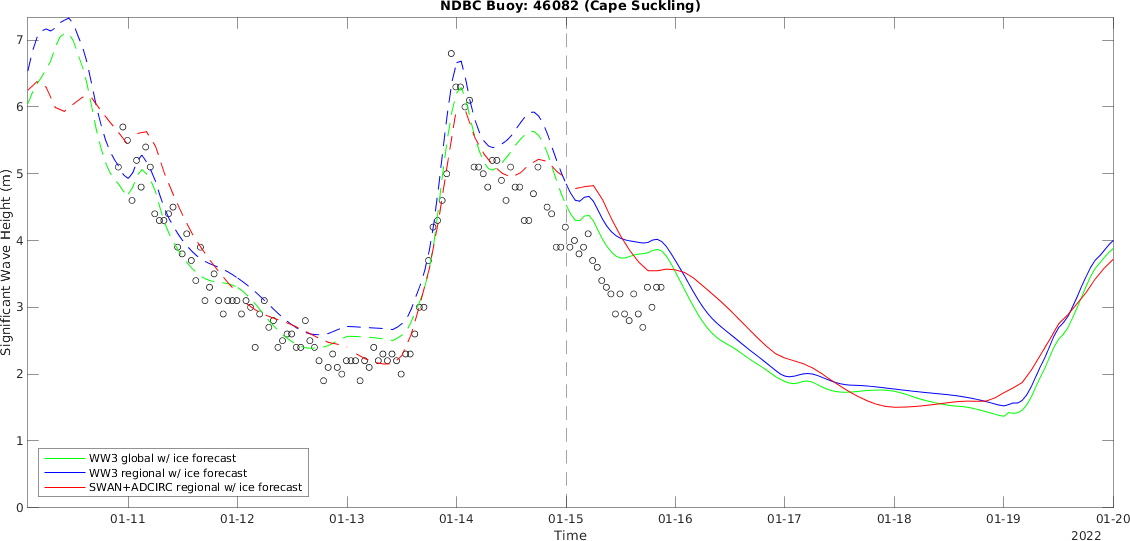 NDBC Buoy: 46082 (Cape Suckling)
Significant Wave Height (m)
7
6
5
4
3
2
1
0
WW3 global w/ ice forecast
WW3 regional w/ ice forecast
SWAN+ADCIRC regional w/ ice forecast
01-11 01-12 01-13 01-14 01-15 01-16 01-17 01-18 01-19 01-20
Time
2022